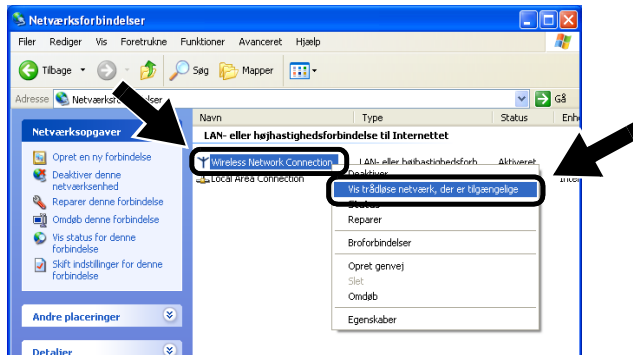 Netværksforbindelser
Filer Rediger Vis Foretrukne Funktioner Avanceret Hjælp
Tilbage Søg Mapper
Adresse Netværksforbindelser Gå
Navn Type Status
Netværksopgaver
LAN- eller højhastighedsforbindelse til Internettet
Wireless Network Connection LAN- eller højhastighedsforb... Aktiveret
Local Area Connection
Deaktiver
Vis trådløse netværk, der er tilgængelige
Status
Reparer
Broforbindelser
Opret genvej
Slet
Omdøb
Egenskaber
Opret en ny forbindelse
Deaktiver denne
netværksenhed
Reparer denne forbindelse
Omdøb denne forbindelse
Vis status for denne
forbindelse
Skift indstillinger for denne
forbindelse
Andre placeringer
Detaljer